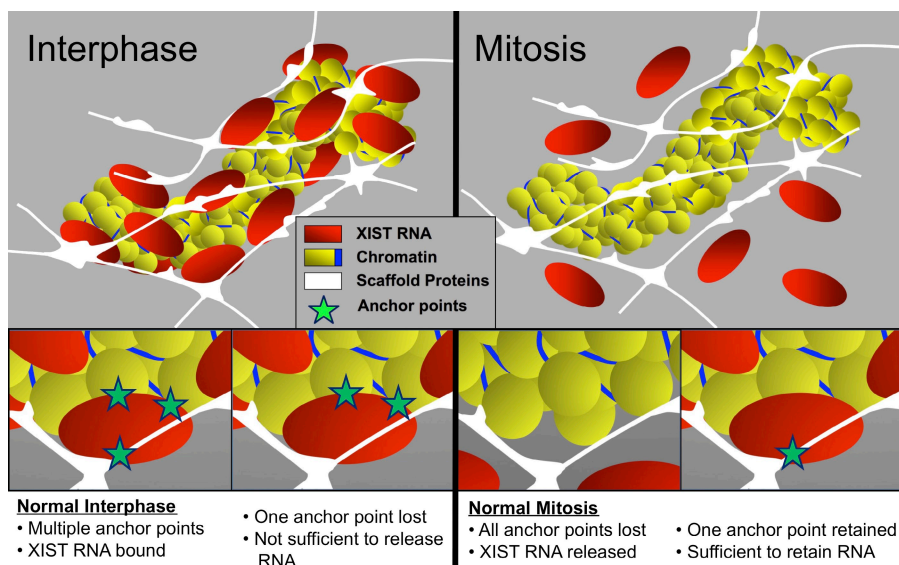 Interphase
Mitosis
XIST RNA
Chromatin
Scaffold Proteins
Anchor points
Normal Interphase
• Multiple anchor points
• XIST RNA bound
• One anchor point lost
• Not sufficient to release
RNA
Normal Mitosis
• All anchor points lost
• XIST RNA released
• One anchor point retained
• Sufficient to retain RNA